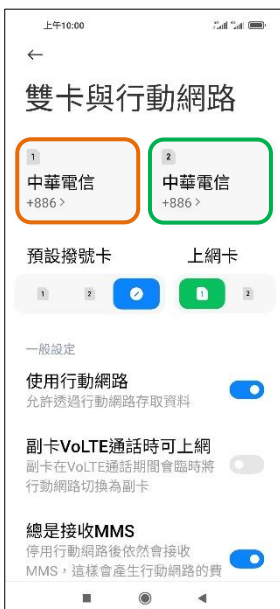 上午10:00
雙卡與行動網路
1
中華電信
+886 >
2
中華電信
+886 >
預設撥號卡
上網卡
1 2
1 2
一般設定
使用行動網路
允許透過行動網路存取資料
副卡VoLTE通話時可上網
副卡在VoLTE通話期間會臨時將
行動網路切換為副卡
總是接收MMS
停用行動網路後依然會接收
MMS，這樣會產生行動網路的費